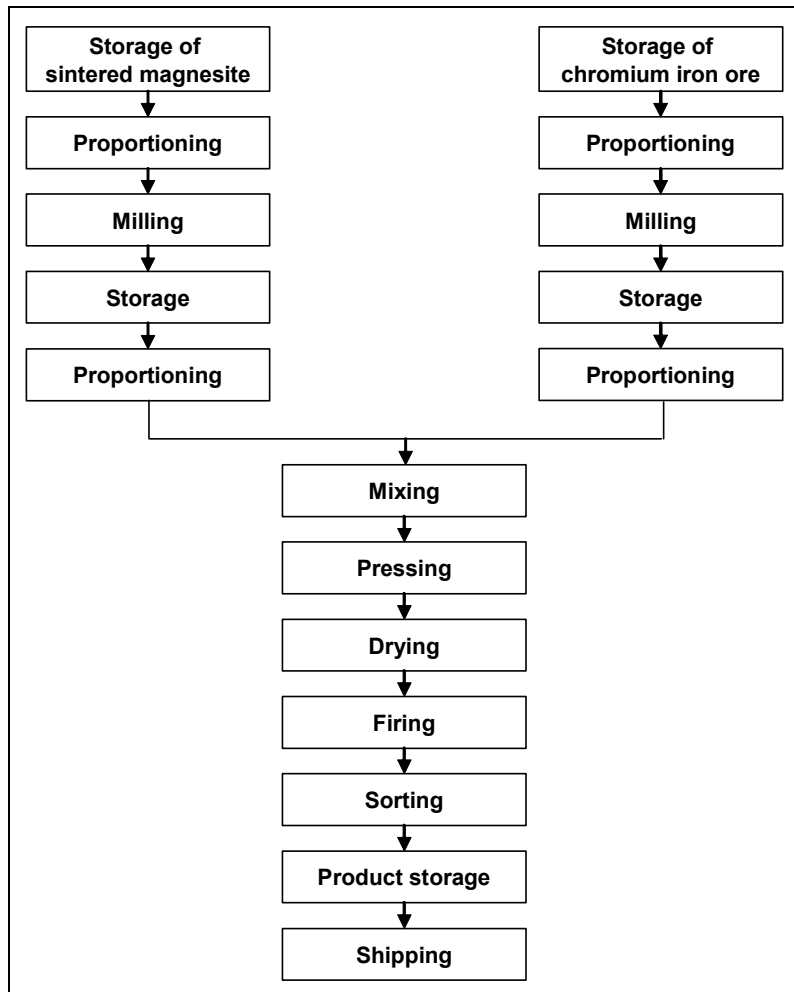 Storage of
sintered magnesite
Proportioning
Milling
Storage
Proportioning
Storage of
chromium iron ore
Proportioning
Milling
Storage
Proportioning
Mixing
Pressing
Drying
Firing
Sorting
Product storage
Shipping